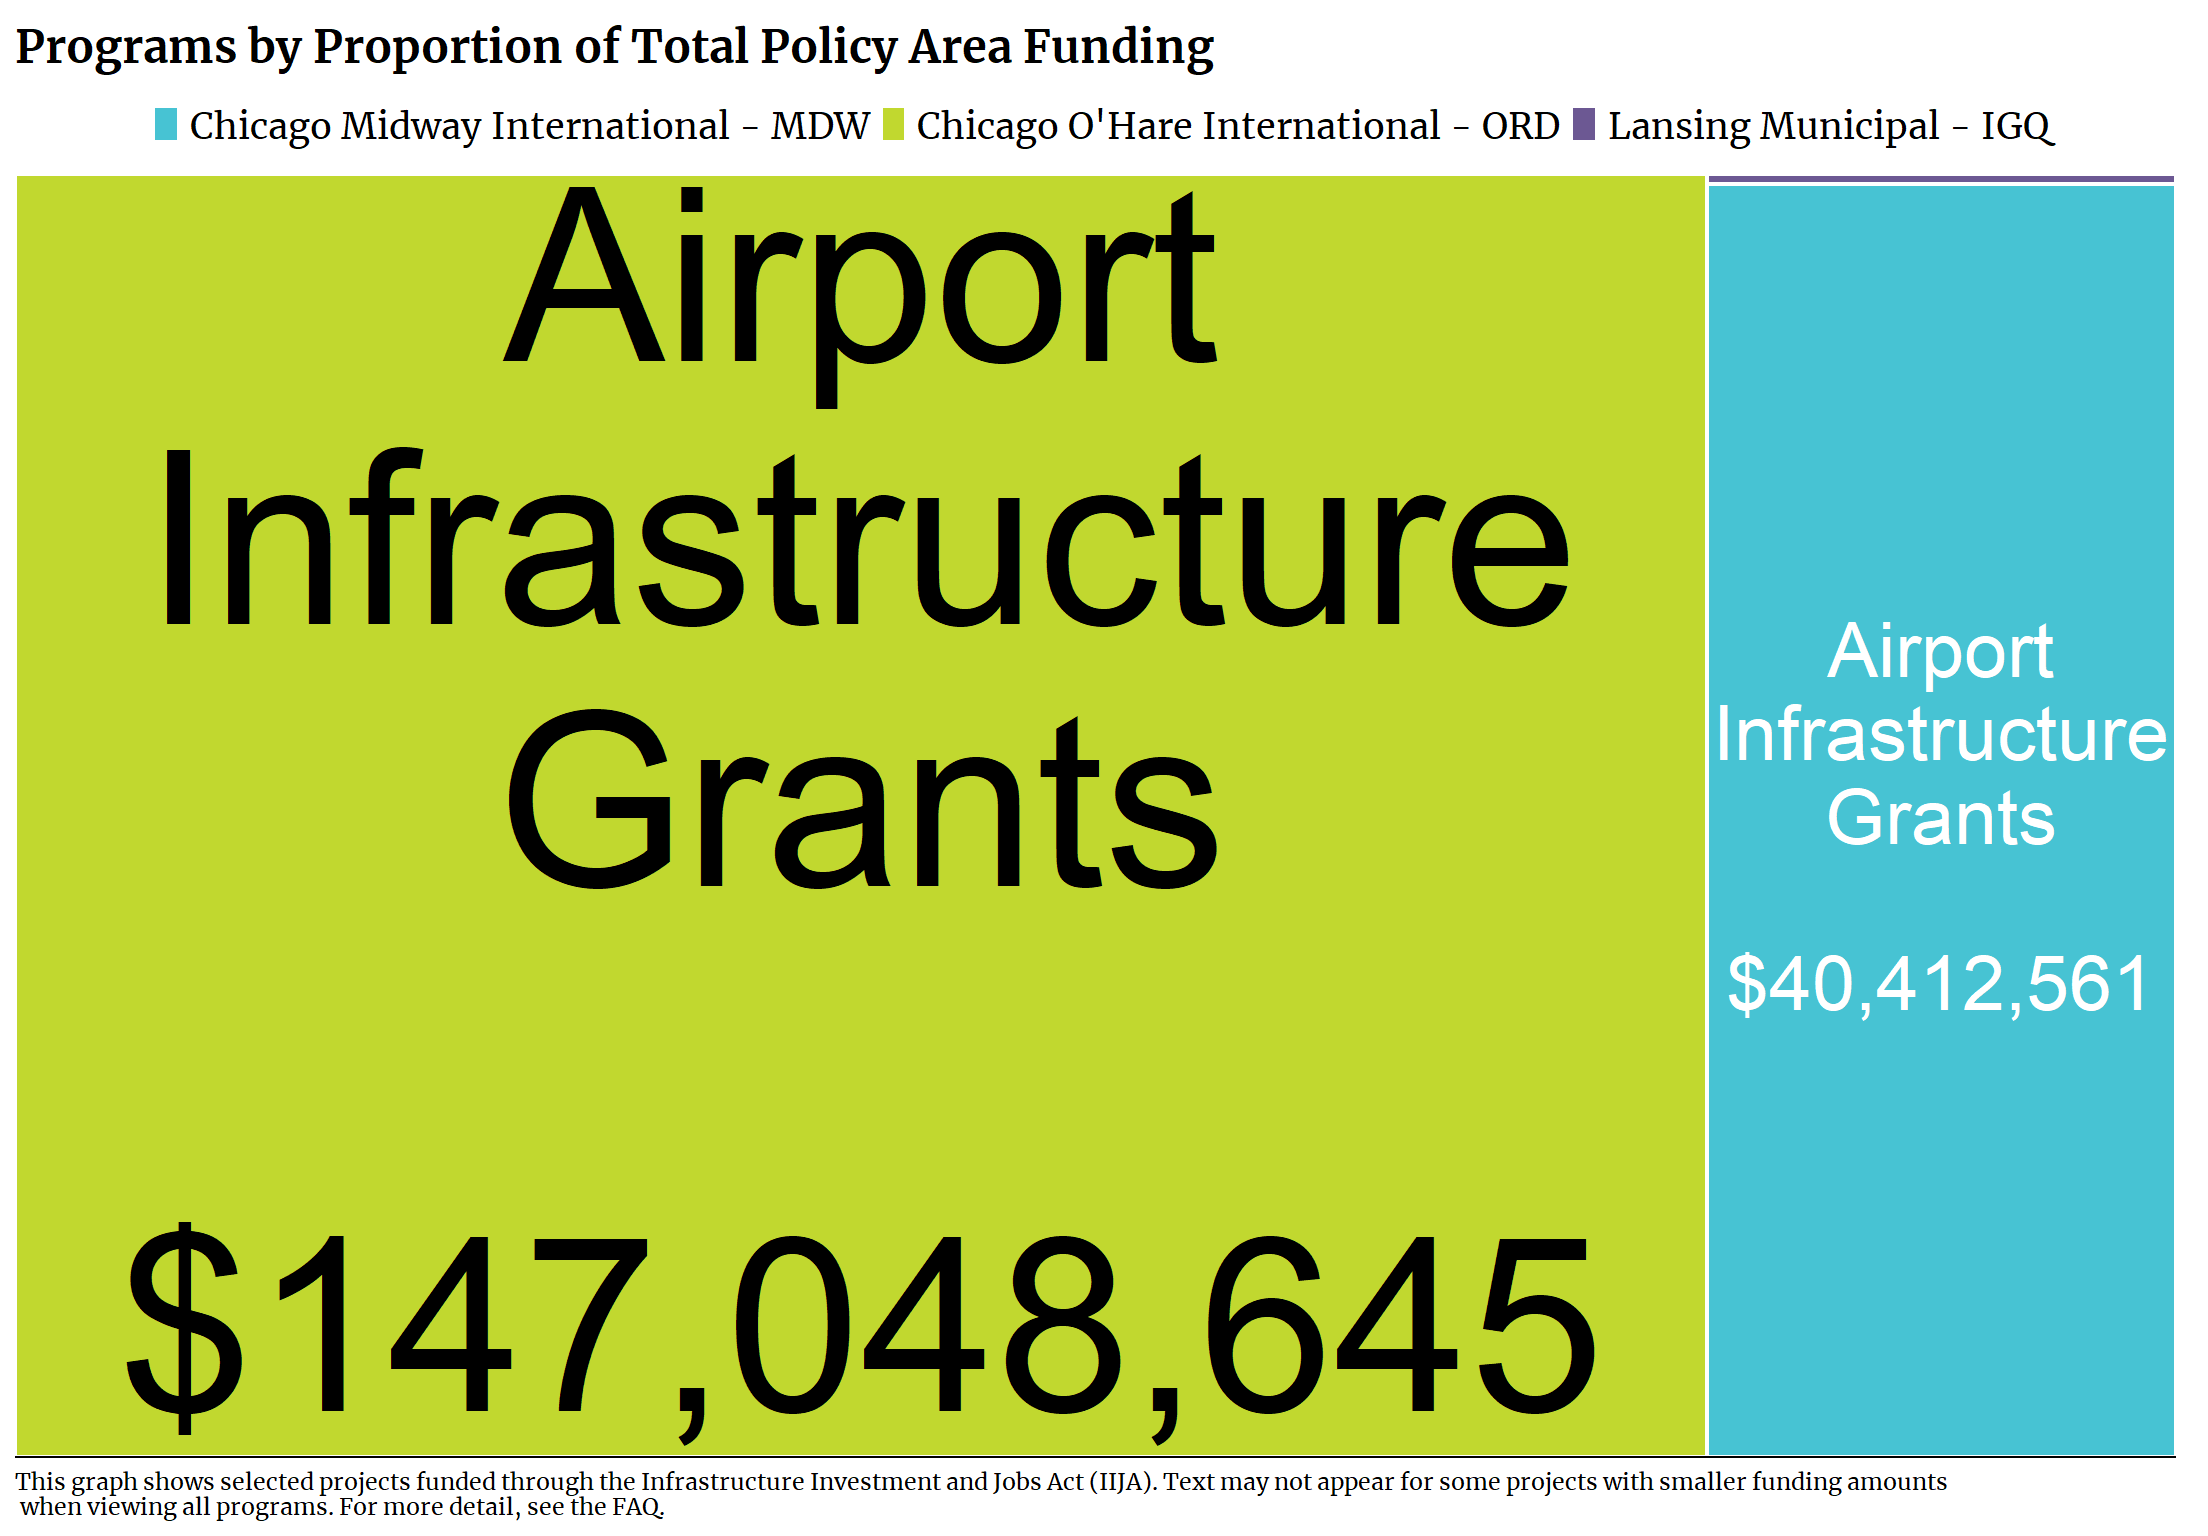 Programs by Proportion of Total Policy Area Funding
Chicago Midway International - MDW Chicago O'Hare International - ORD Lansing Municipal - IGQ
Airport
Infrastructure
Grants
$147,048,645
Airport
Infrastructure
Grants
$40,412,561
This graph shows selected projects funded through the Infrastructure Investment and Jobs Act (IIJA). Text may not appear for some projects with smaller funding amounts
when viewing all programs. For more detail, see the FAQ.